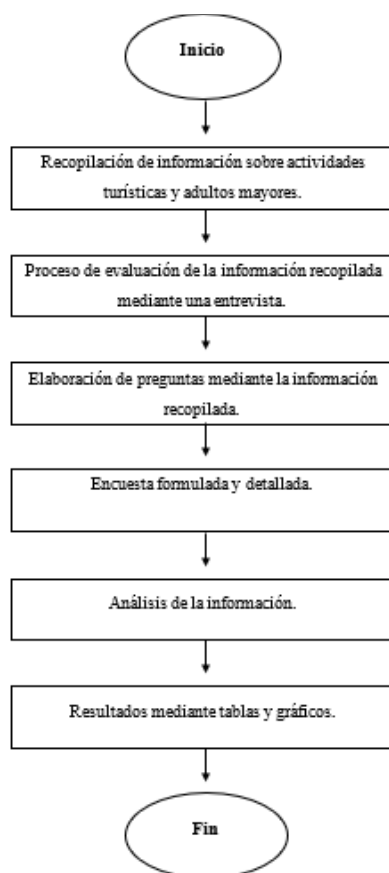 Inicio
Recopilación de información sobre actividades
turísticas y adultos mayores.
Proceso de evaluación de la información recopilada
mediante una entrevista.
Elaboración de preguntas mediante la información
recopilada.
Encuesta formulada y detallada.
Análisis de la información.
Resultados mediante tablas y gráficos.
Fin